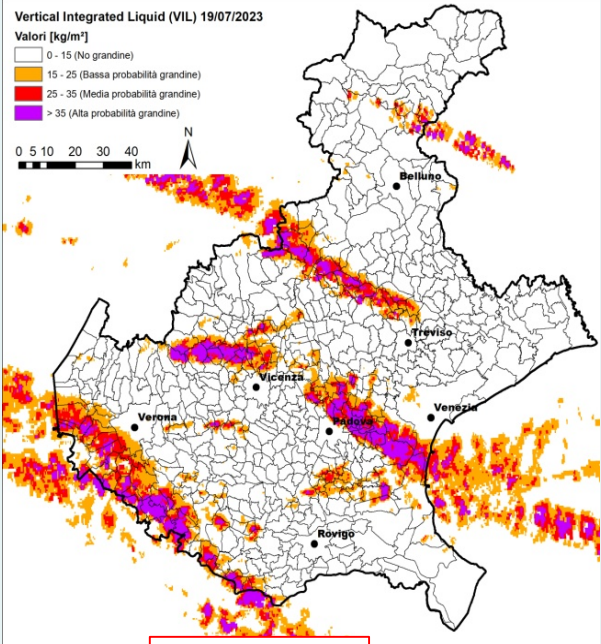 Vertical Integrated Liquid (VIL) 19/07/2023
Valori [kg/m²]
0 - 15 (No grandine)
15 - 25 (Bassa probabilità grandine)
25 - 35 (Media probabilità grandine)
> 35 (Alta probabilità grandine)
N
0 5 10 20 30 40
km
Belluno
Treviso
Vicenza
Venezia
Verona
Padova
Rovigo